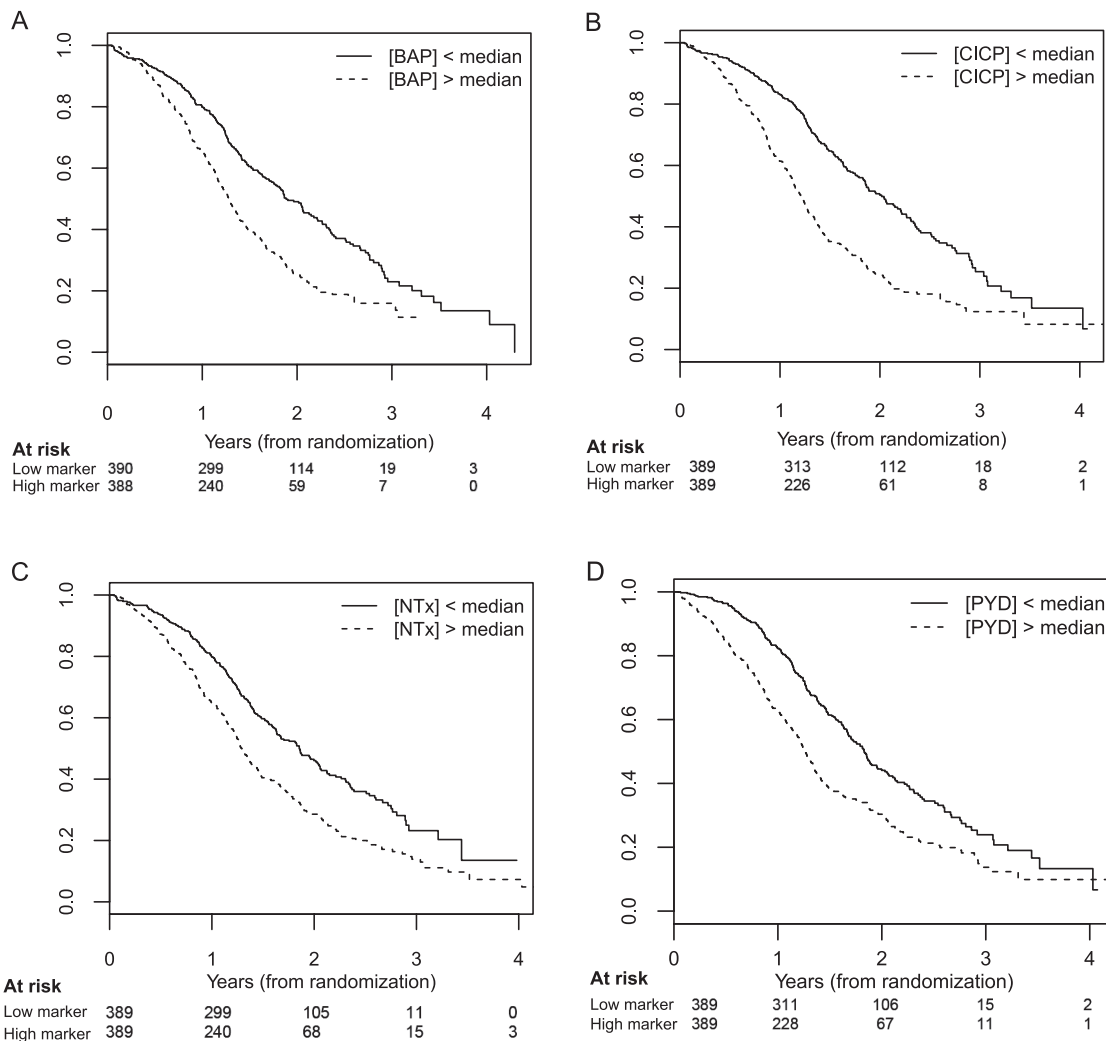 A
[BAP] < median
[BAP] > median
1.0
0.8
0.6
0.4
0.2
0.0
0 1 2 3 4
Years (from randomization)
At risk
Low marker 390 299 114 19 3
High marker 388 240 59 7 0
B
[CICP] < median
[CICP] > median
1.0
0.8
0.6
0.4
0.2
0.0
0 1 2 3 4
Years (from randomization)
At risk
Low marker 389 313 112 18 2
High marker 389 226 61 8 1
C
[NTx] < median
[NTx] > median
1.0
0.8
0.6
0.4
0.2
0.0
0 1 2 3 4
Years (from randomization)
At risk
Low marker 389 299 105 11 0
High marker 389 240 68 15 3
D
[PYD] < median
[PYD] > median
1.0
0.8
0.6
0.4
0.2
0.0
0 1 2 3 4
Years (from randomization)
At risk
Low marker 389 311 106 15 2
High marker 389 228 67 11 1